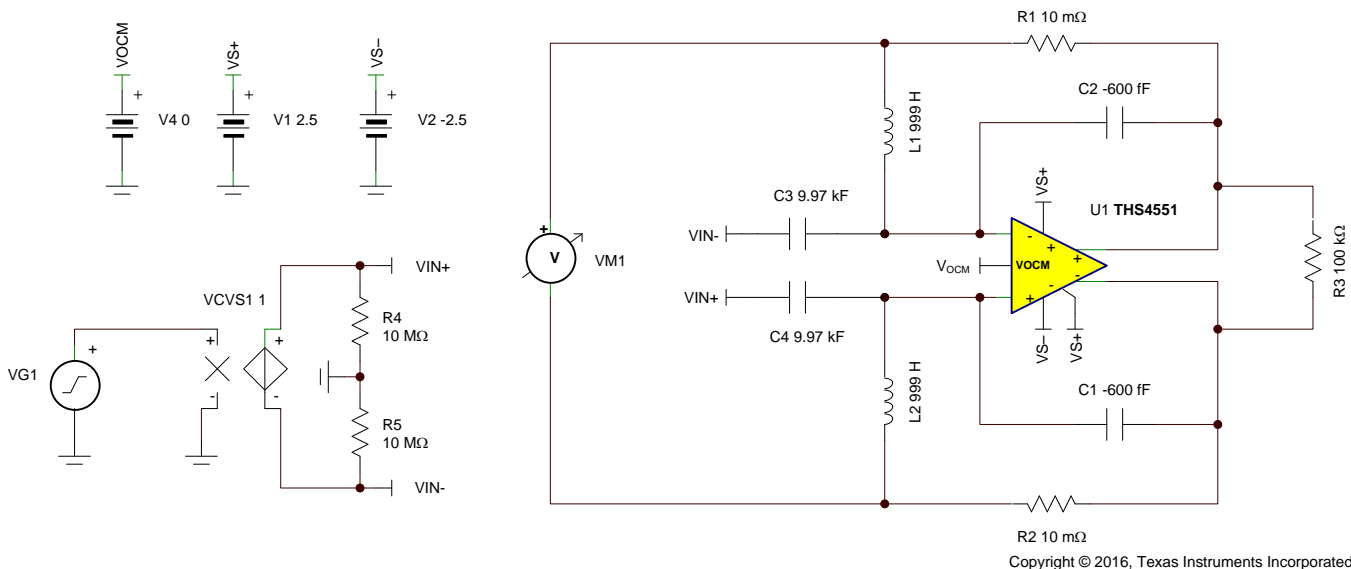 VOCM
VS+
VS−
+
+
+
V4 0
V1 2.5
V2 -2.5
R1 10 mΩ
C2 -600 fF
L1 999 H
C3 9.97 kF
VS+
U1 THS4551
VIN-
-
+
+
VOCM
VOCM
-
-
+
VIN+
C4 9.97 kF
VS−
VS+
R3 100 kΩ
+
V
VM1
VIN+
VCVS1 1
R4
10 MΩ
+
+
+
VG1
-
-
R5
10 MΩ
VIN-
L2 999 H
C1 -600 fF
R2 10 mΩ
Copyright © 2016, Texas Instruments Incorporated